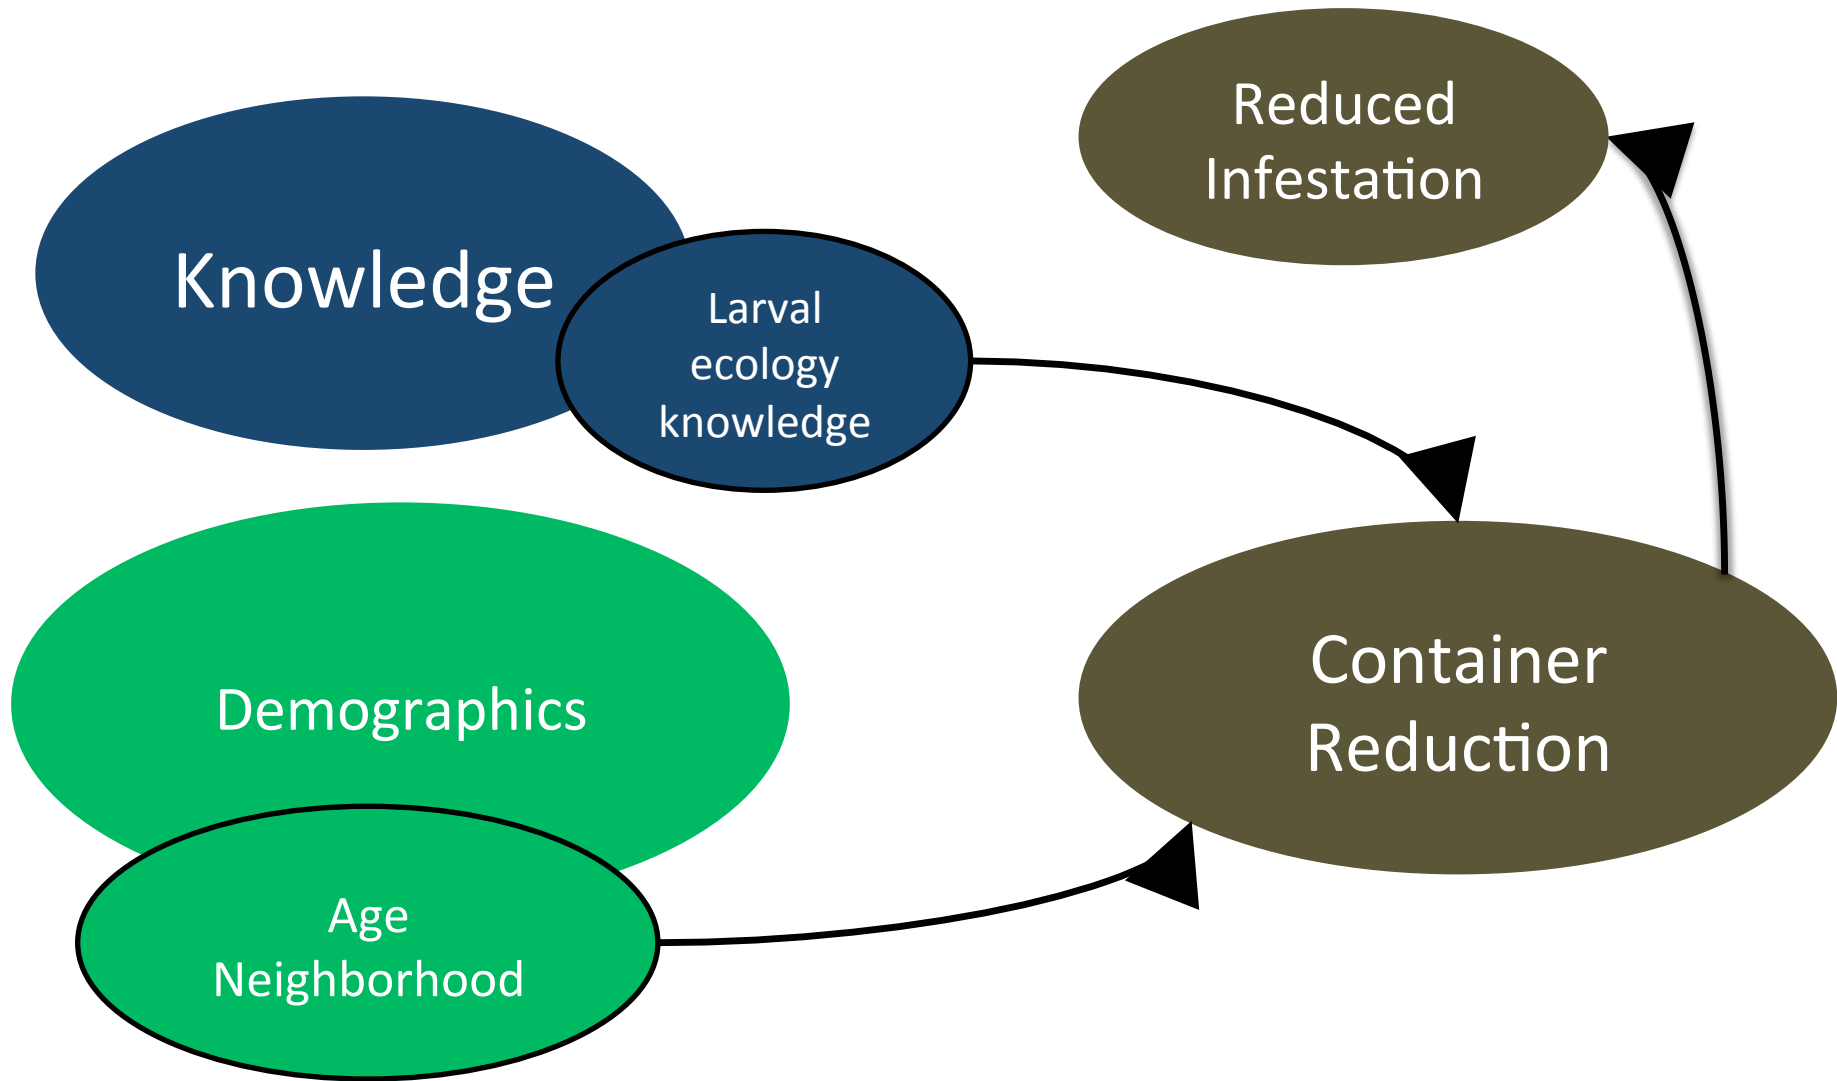 Knowledge
Larval
ecology
knowledge
Demographics
Age
Neighborhood
Reduced
Infestation
Container
Reduction